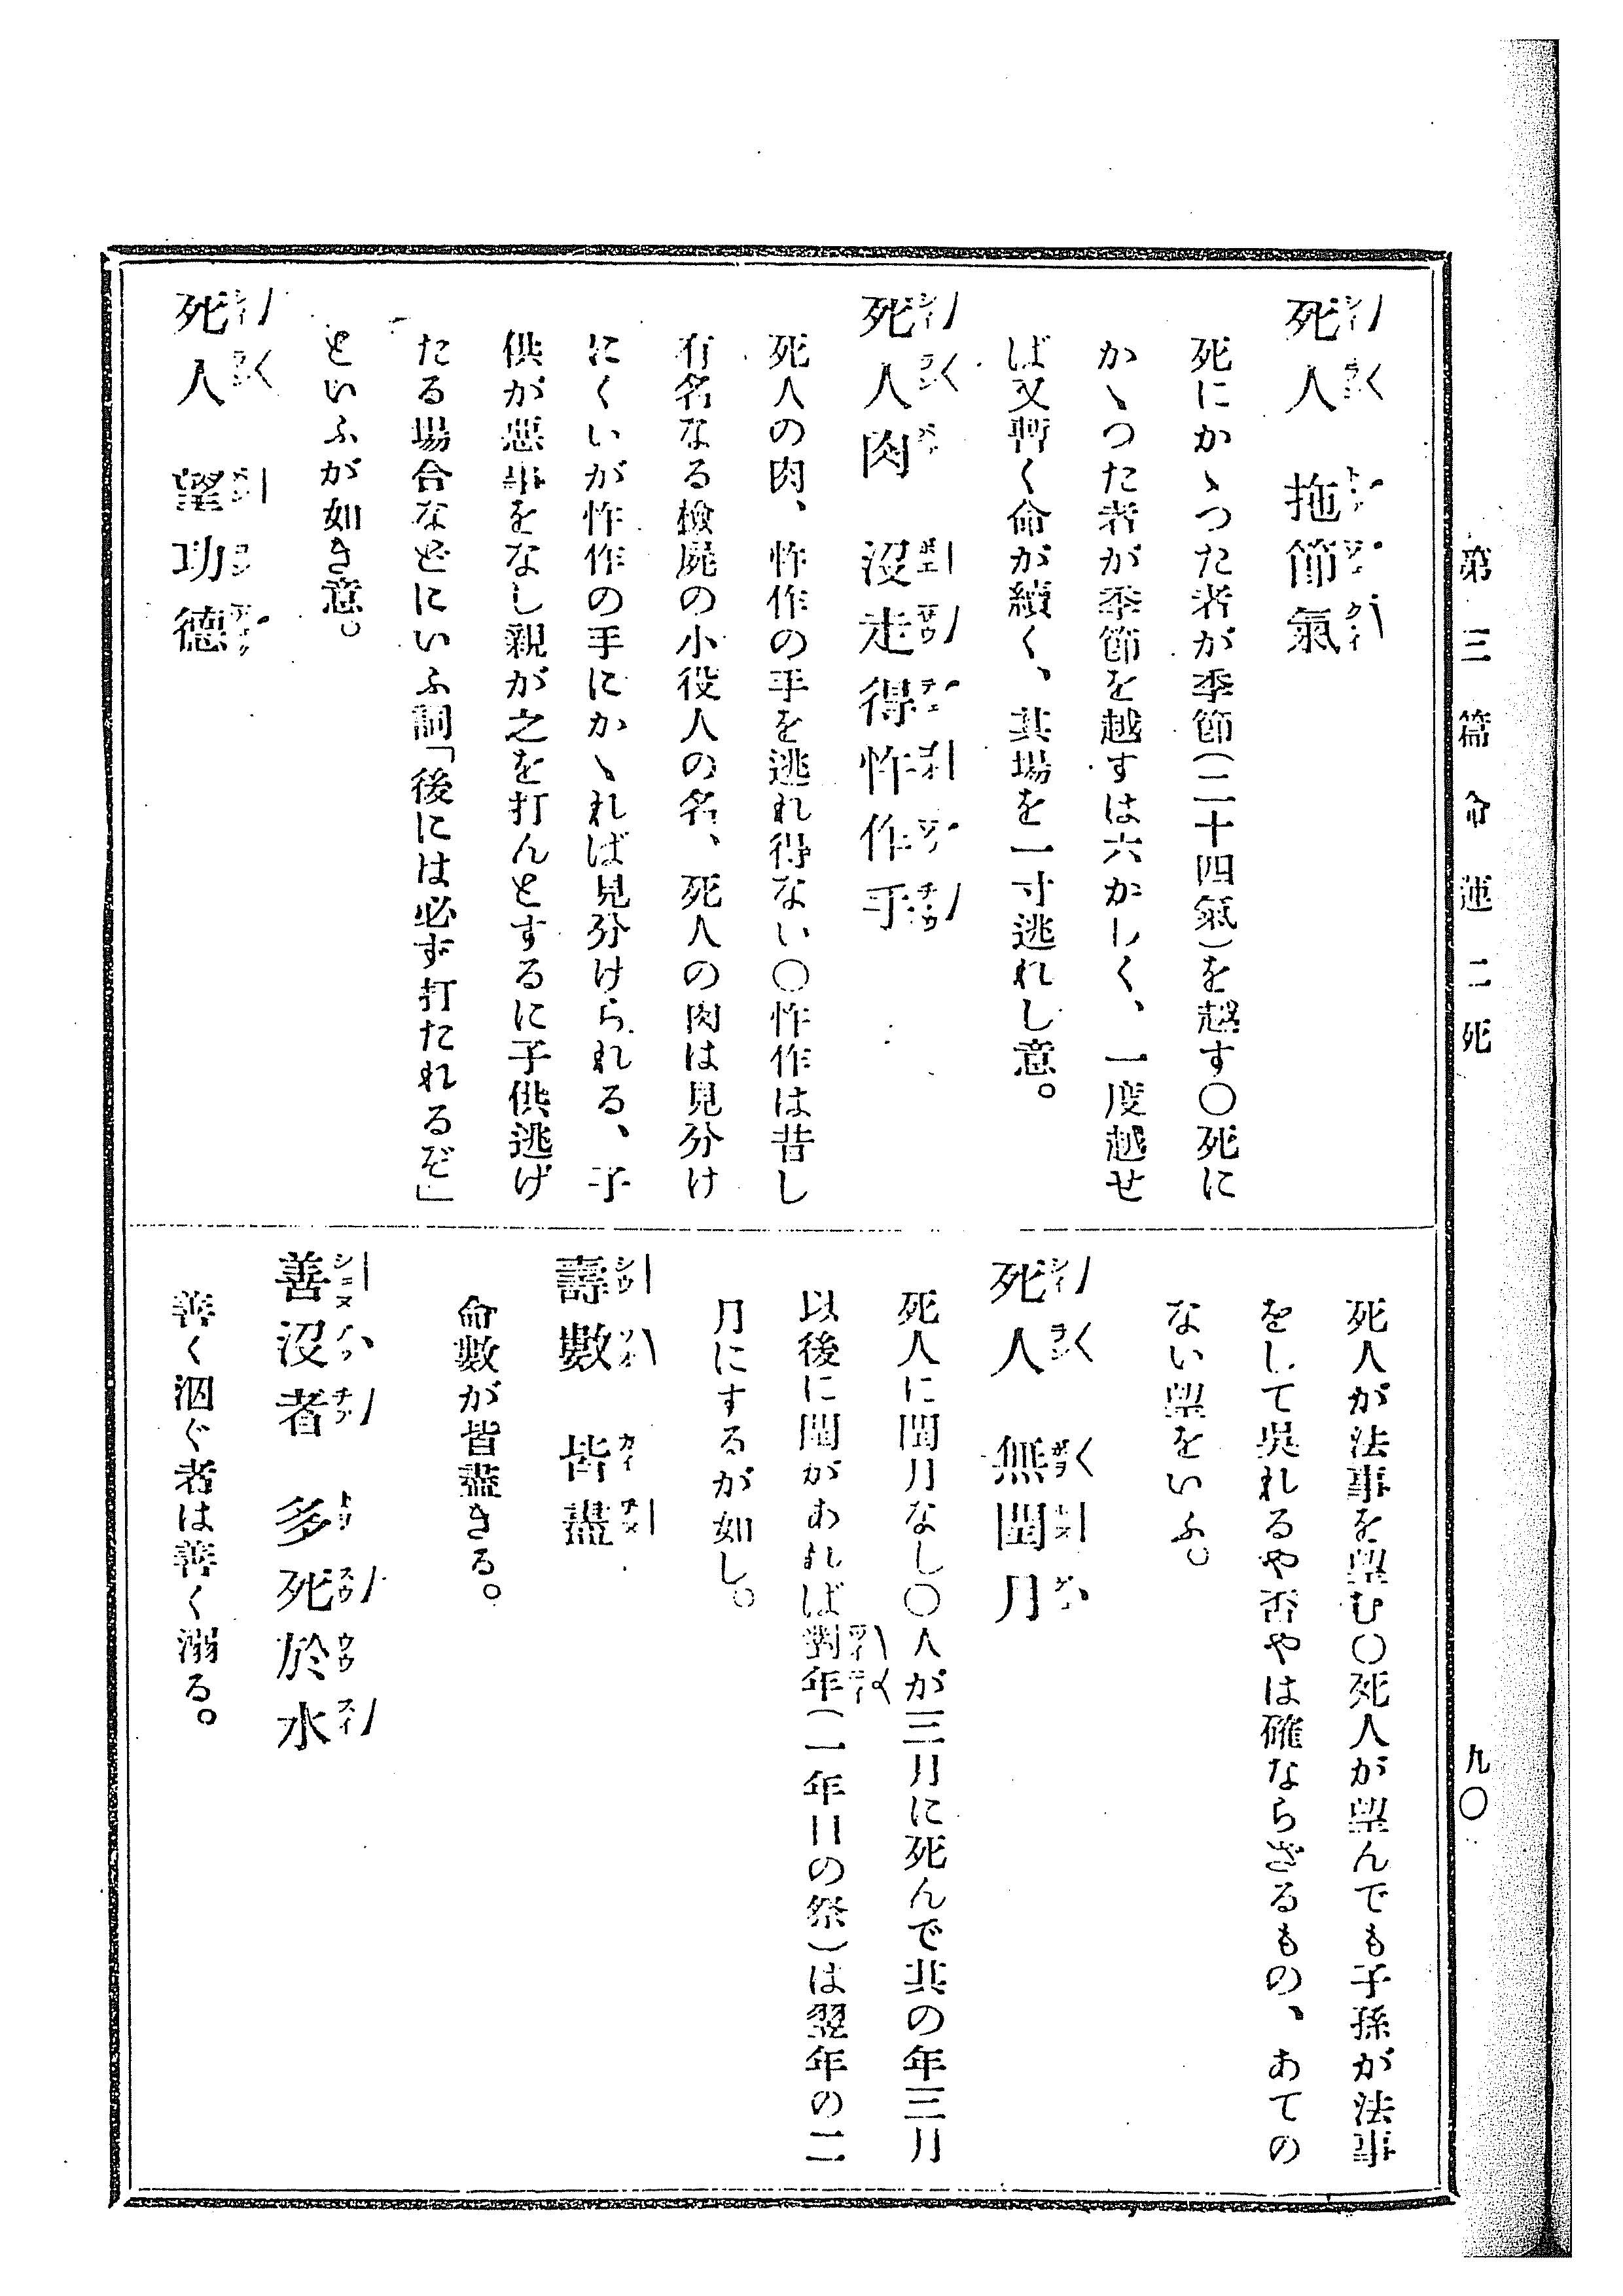 第三篇 命運 二 死
九〇
死人 拖節氣
死にかゝつた者が季節(二十四氣)を越す〇死に
かゝつた者が季節を越すは六かしく、一度越せ
ば又暫く命が續く、其場を一寸逃れし意。
死人肉 沒走得怍作手
死人の肉、怍作の手を逃れ得ない〇怍作は昔し
有名なる檢屍の小役人の名、死人の肉は見分け
にくいが怍作の手にかゝれば見分けられる、子
供が惡事をなし親が之を打んとするに子供逃げ
たる場合などにいふ詞「後には必ず打たれるぞ」
といふが如き意。
死人 望功德
死人が法事を望む〇死人が望んでも子孫が法事
をして吳れるや否やは確ならざるもの、あての
ない望をいふ。
死人 無閏月
死人に閏月なし〇人が三月に死んで其の年三月
以後に閏があれば對年(一年目の祭)は翌年の二
月にするが如し。
壽數 皆盡
命數が皆盡きる。
善沒者 多死於水
善く泅ぐ者は善く溺る。